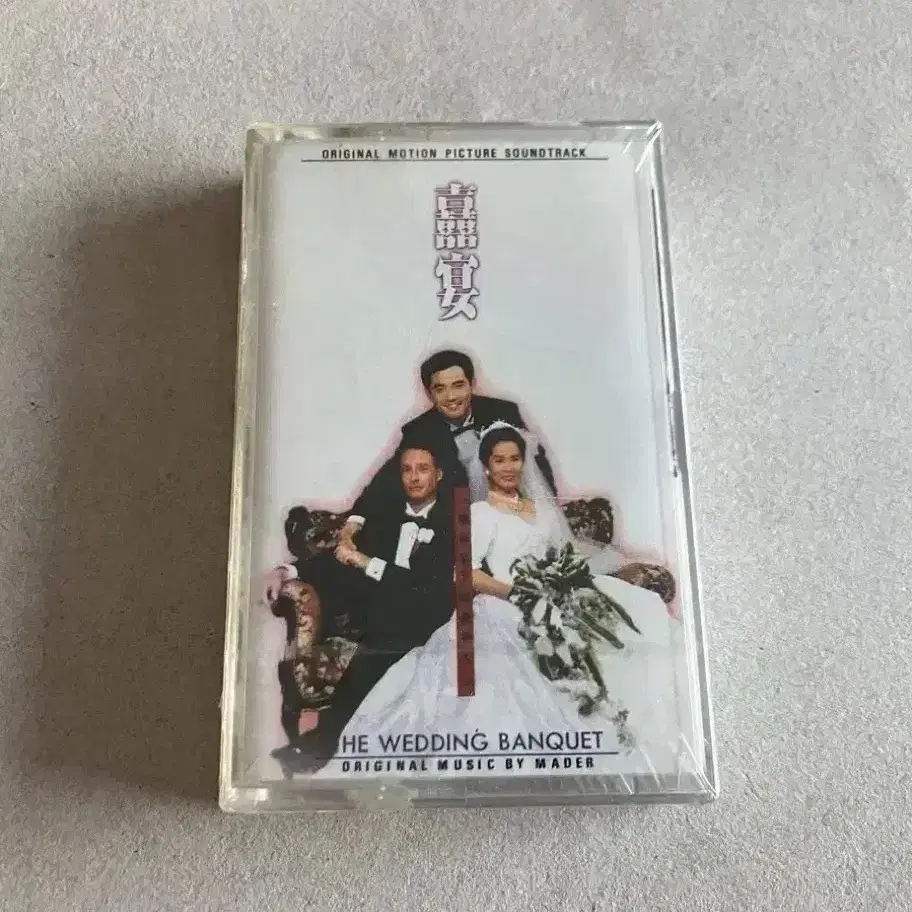 ORIGINAL MOTION PICTURE SOUNDTRACK
囍宴
HE WEDDING BANQUET
ORIGINAL MUSIC BY MADER